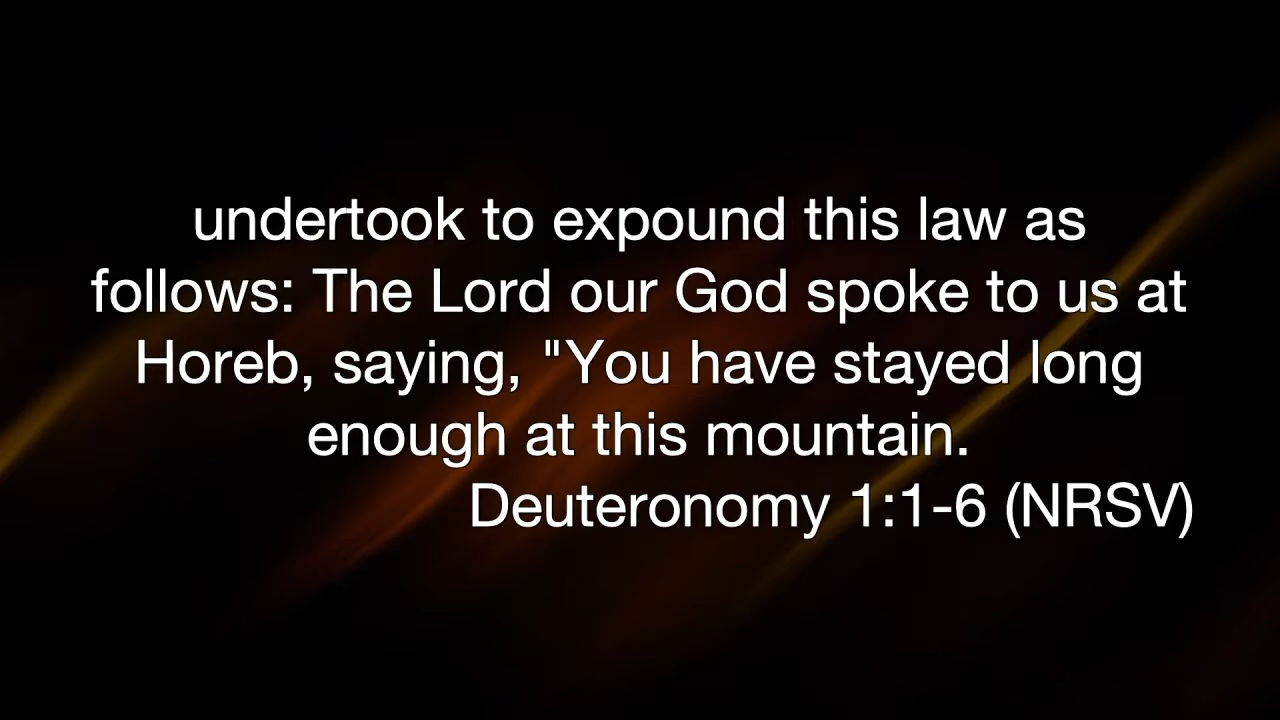 undertook to expound this law as
follows: The Lord our God spoke to us at
Horeb, saying, "You have stayed long
enough at this mountain.
Deuteronomy 1:1-6 (NRSV)